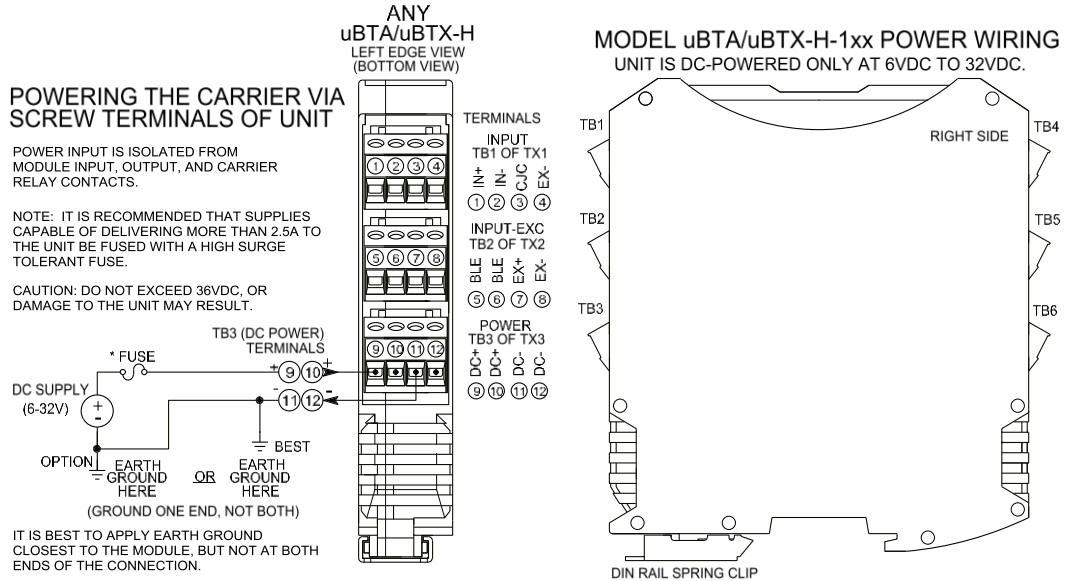 ANY
uBTA/uBTX-H
LEFT EDGE VIEW
(BOTTOM VIEW)
MODEL uBTA/uBTX-H-1xx POWER WIRING
UNIT IS DC-POWERED ONLY AT 6VDC TO 32VDC.
POWERING THE CARRIER VIA
SCREW TERMINALS OF UNIT
POWER INPUT IS ISOLATED FROM
MODULE INPUT, OUTPUT, AND CARRIER
RELAY CONTACTS.
NOTE: IT IS RECOMMENDED THAT SUPPLIES
CAPABLE OF DELIVERING MORE THAN 2.5A TO
THE UNIT BE FUSED WITH A HIGH SURGE
TOLERANT FUSE.
CAUTION: DO NOT EXCEED 36VDC, OR
DAMAGE TO THE UNIT MAY RESULT.
TB3 (DC POWER)
TERMINALS
* FUSE
+ 9 10 +
DC SUPPLY
(6-32V)
+
-
- 11 12 -
BEST
OPTION
EARTH
GROUND
HERE
OR
EARTH
GROUND
HERE
(GROUND ONE END, NOT BOTH)
IT IS BEST TO APPLY EARTH GROUND
CLOSEST TO THE MODULE, BUT NOT AT BOTH
ENDS OF THE CONNECTION.
1 2 3 4
5 6 7 8
9 10 11 12
TERMINALS
INPUT
TB1 OF TX1
IN+ IN- CJC EX-
1 2 3 4
INPUT-EXC
TB2 OF TX2
BLE BLE EX+ EX-
5 6 7 8
POWER
TB3 OF TX3
DC+ DC+ DC- DC-
9 10 11 12
TB1
TB2
TB3
RIGHT SIDE
TB4
TB5
TB6
DIN RAIL SPRING CLIP